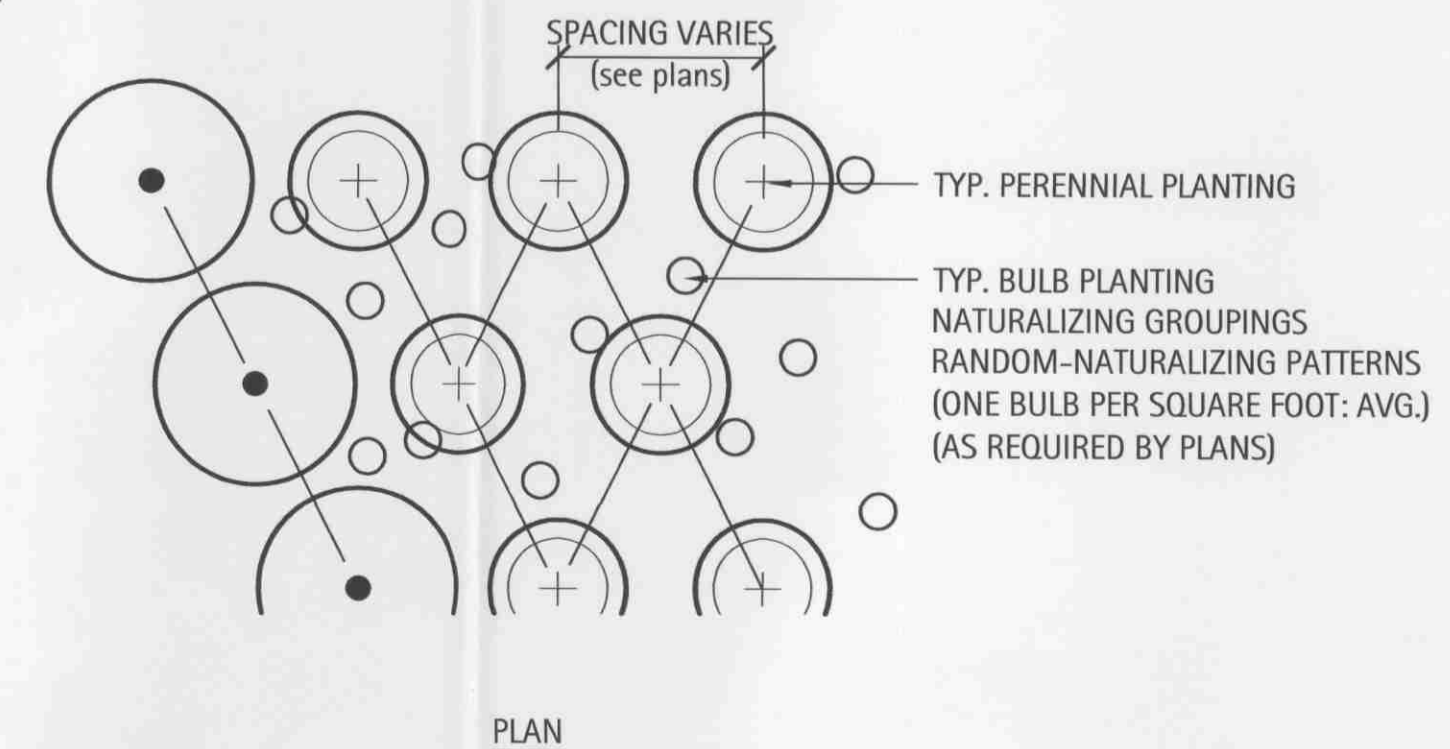 SPACING VARIES
(see plans)
TYP. PERENNIAL PLANTING
TYP. BULB PLANTING
NATURALIZING GROUPINGS
RANDOM-NATURALIZING PATTERNS
(ONE BULB PER SQUARE FOOT: AVG.)
(AS REQUIRED BY PLANS)
PLAN